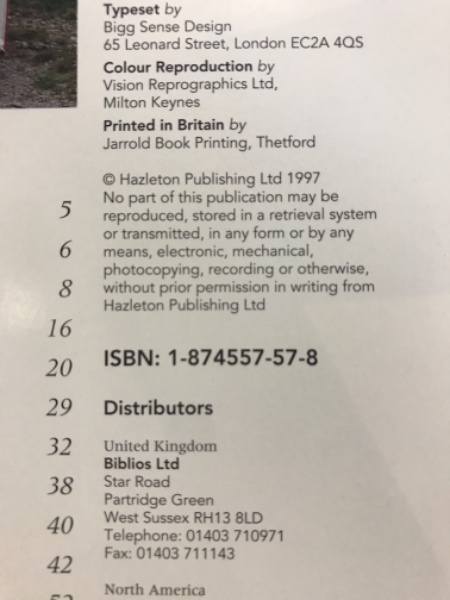 Typeset by
Bigg Sense Design
65 Leonard Street, London EC2A 4QS
Colour Reproduction by
Vision Reprographics Ltd,
Milton Keynes
Printed in Britain by
Jarrold Book Printing, Thetford
© Hazleton Publishing Ltd 1997
No part of this publication may be
reproduced, stored in a retrieval system
or transmitted, in any form or by any
means, electronic, mechanical,
photocopying, recording or otherwise,
without prior permission in writing from
Hazleton Publishing Ltd
ISBN: 1-874557-57-8
Distributors
United Kingdom
Biblios Ltd
Star Road
Partridge Green
West Sussex RH13 8LD
Telephone: 01403 710971
Fax: 01403 711143
North America
5
6
8
16
20
29
32
38
40
42